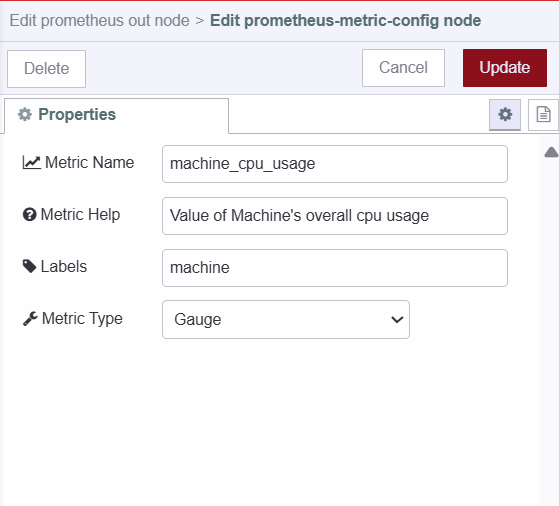 Edit prometheus out node > Edit prometheus-metric-config node
Delete
Cancel
Update
Properties
Metric Name
machine_cpu_usage
Metric Help
Value of Machine's overall cpu usage
Labels
machine
Metric Type
Gauge